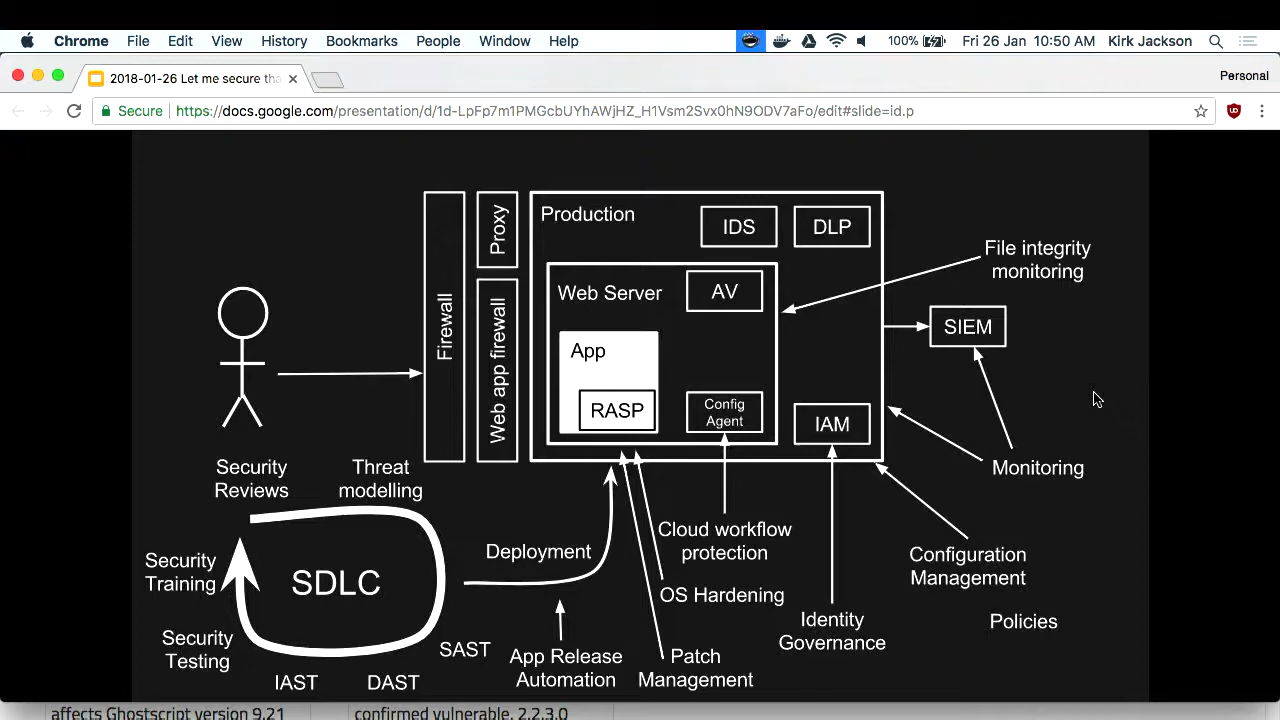 Chrome File Edit View History Bookmarks People Window Help 100% Fri 26 Jan 10:50 AM Kirk Jackson
2018-01-26 Let me secure tha
Personal
Secure https://docs.google.com/presentation/d/1d-LpFp7m1PMGcbUYhAWjHZ_H1Vsm2Svx0hN9ODV7aFo/edit#slide=id.p
Firewall
Proxy
Web app firewall
Production
IDS
DLP
Web Server
AV
App
RASP
Config
Agent
IAM
File integrity
monitoring
SIEM
Monitoring
Security
Reviews
Threat
modelling
Security
Training
SDLC
Security
Testing
IAST
DAST
SAST
Deployment
App Release
Automation
Cloud workflow
protection
OS Hardening
Patch
Management
Identity
Governance
Configuration
Management
Policies
affects Ghostscript version 9.21
confirmed vulnerable. 2.2.3.0